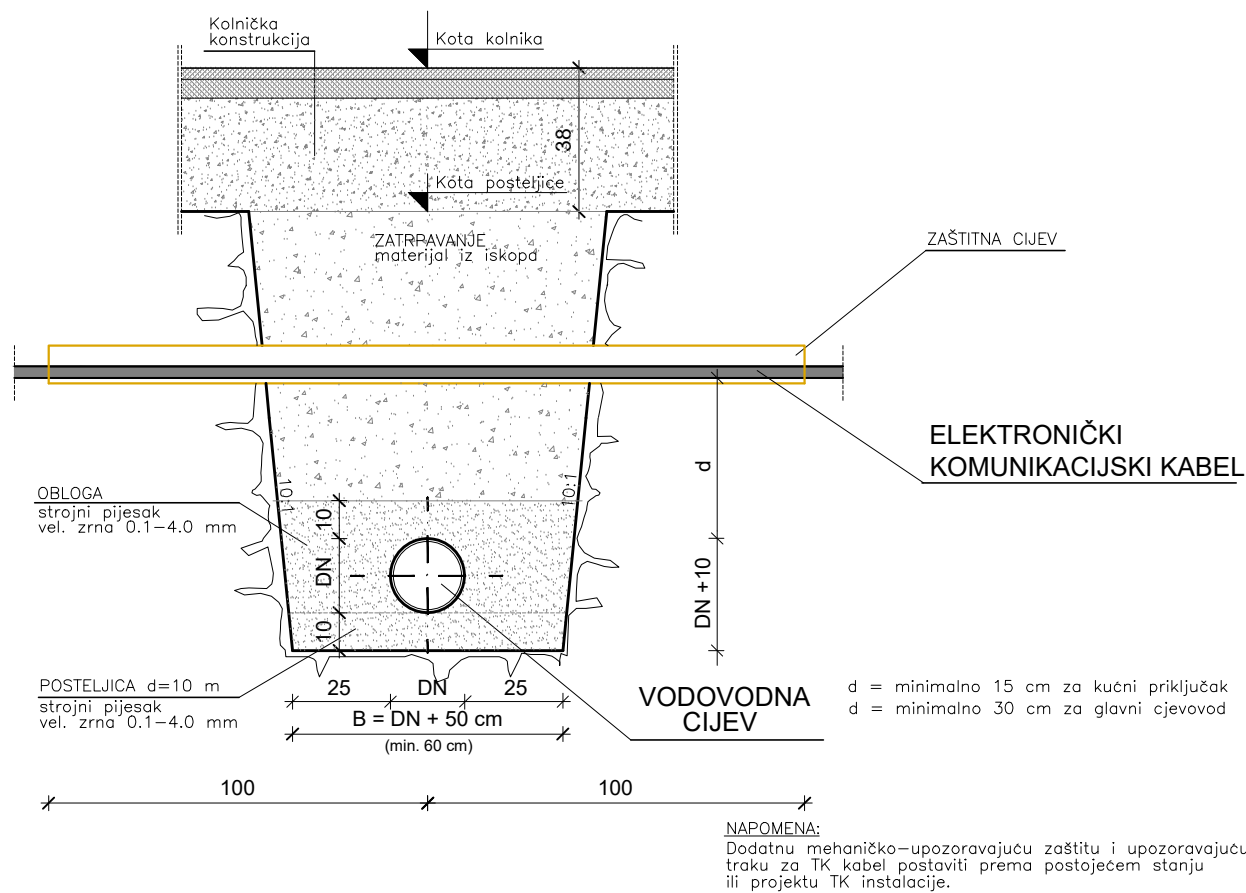 Kolnička
konstrukcija
Kota kolnika
38
Kota posteljice
ZATRPAVANJE
materijal iz iskopa
ZAŠTITNA CIJEV
ELEKTRONIČKI
KOMUNIKACIJSKI KABEL
d
OBLOGA
strojni pijesak
vel. zrna 0.1–4.0 mm
10:1
10:1
10
DN
10
DN +10
POSTELJICA d=10 m
strojni pijesak
vel. zrna 0.1–4.0 mm
25 DN 25
B = DN + 50 cm
(min. 60 cm)
VODOVODNA
CIJEV
d = minimalno 15 cm za kućni priključak
d = minimalno 30 cm za glavni cjevovod
100 100
NAPOMENA:
Dodatnu mehaničko–upozoravajuću zaštitu i upozoravajuću
traku za TK kabel postaviti prema postojećem stanju
ili projektu TK instalacije.